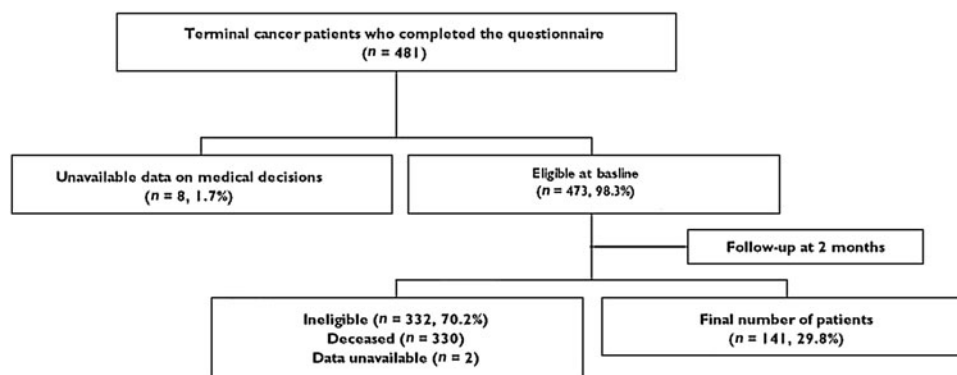 Terminal cancer patients who completed the questionnaire
(n = 481)
Unavailable data on medical decisions
(n = 8, 1.7%)
Eligible at basline
(n = 473, 98.3%)
Follow-up at 2 months
Ineligible (n = 332, 70.2%)
Deceased (n = 330)
Data unavailable (n = 2)
Final number of patients
(n = 141, 29.8%)